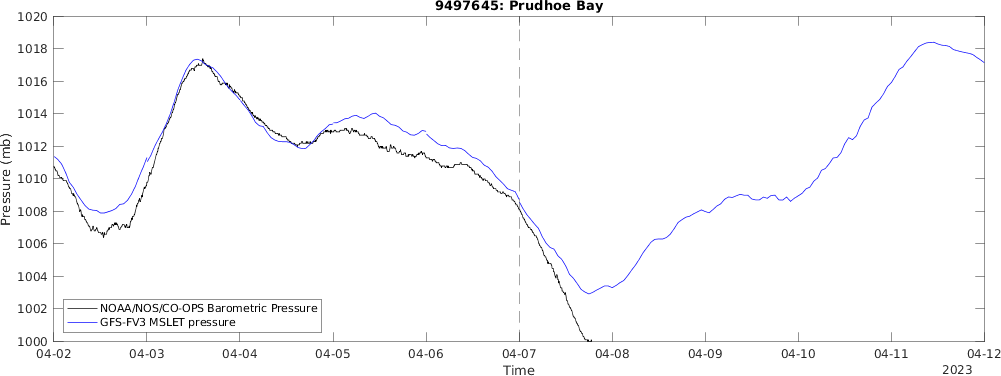 9497645: Prudhoe Bay
Pressure (mb)
1020
1018
1016
1014
1012
1010
1008
1006
1004
1002
1000
NOAA/NOS/CO-OPS Barometric Pressure
GFS-FV3 MSLET pressure
04-02 04-03 04-04 04-05 04-06 04-07 04-08 04-09 04-10 04-11 04-12
Time
2023